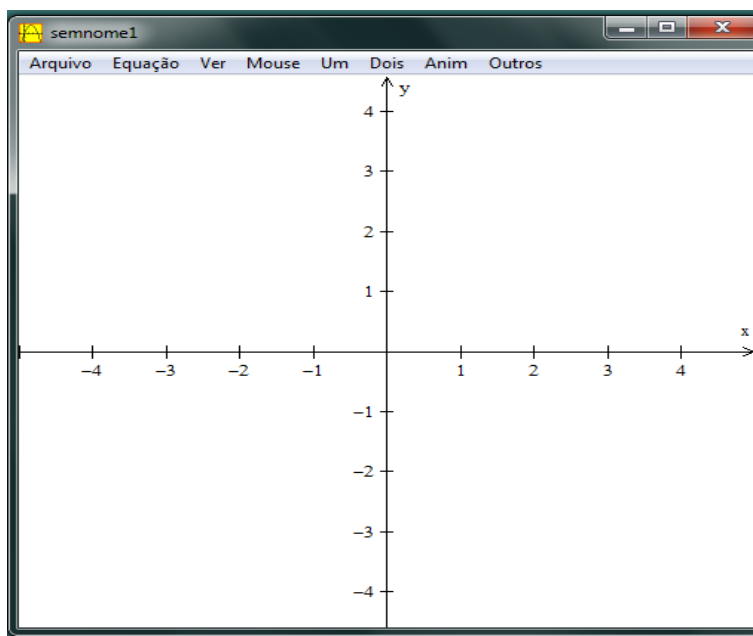 semnome1
Arquivo Equação Ver Mouse Um Dois Anim Outros
y
4
3
2
1
x
−4 −3 −2 −1 1 2 3 4
−1
−2
−3
−4